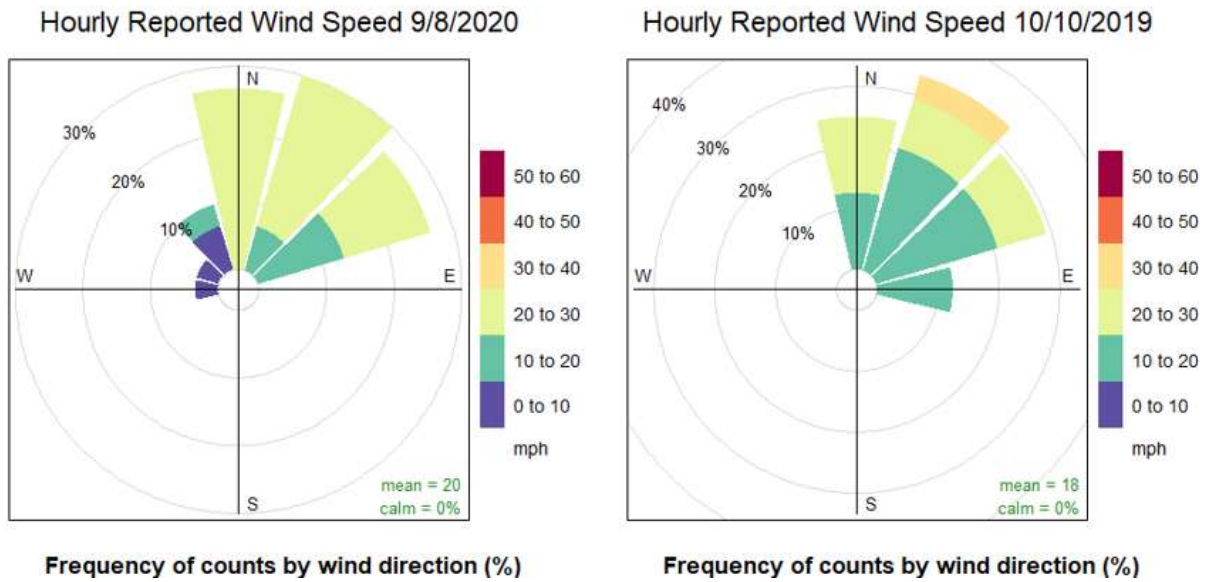 Hourly Reported Wind Speed 9/8/2020
N
30%
20%
10%
W
E
S
mean = 20
calm = 0%
50 to 60
40 to 50
30 to 40
20 to 30
10 to 20
0 to 10
mph
Frequency of counts by wind direction (%)
Hourly Reported Wind Speed 10/10/2019
N
40%
30%
20%
10%
W
E
S
mean = 18
calm = 0%
50 to 60
40 to 50
30 to 40
20 to 30
10 to 20
0 to 10
mph
Frequency of counts by wind direction (%)